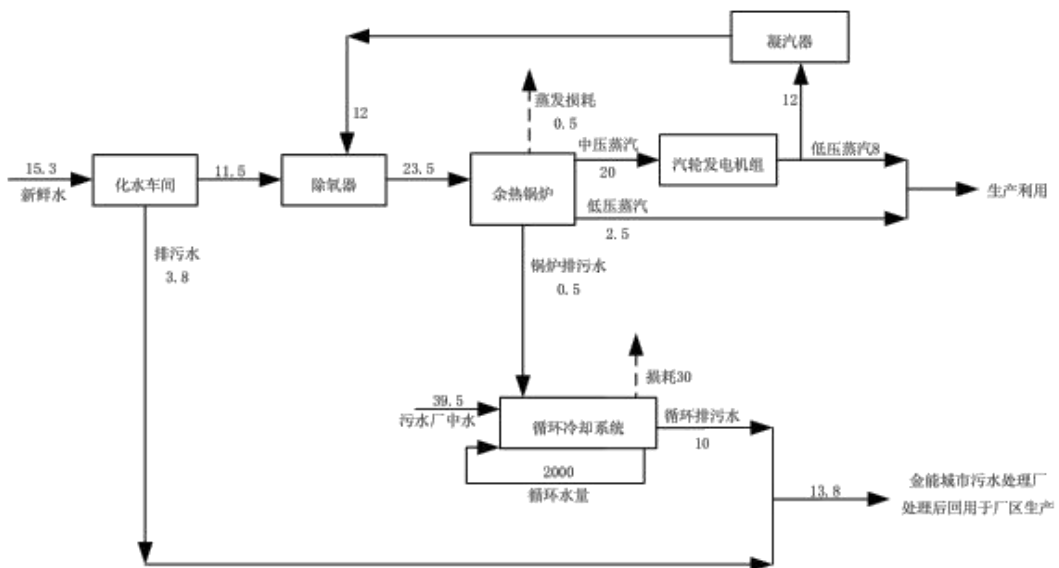 凝汽器
蒸发损耗
0.5
12
12
15.3
新鲜水
化水车间
11.5
除氧器
23.5
余热锅炉
中压蒸汽
20
汽轮发电机组
低压蒸汽8
生产利用
低压蒸汽
2.5
排污水
3.8
锅炉排污水
0.5
损耗30
39.5
污水厂中水
循环冷却系统
循环排污水
10
2000
循环水量
13.8
金能城市污水处理厂
处理后回用于厂区生产